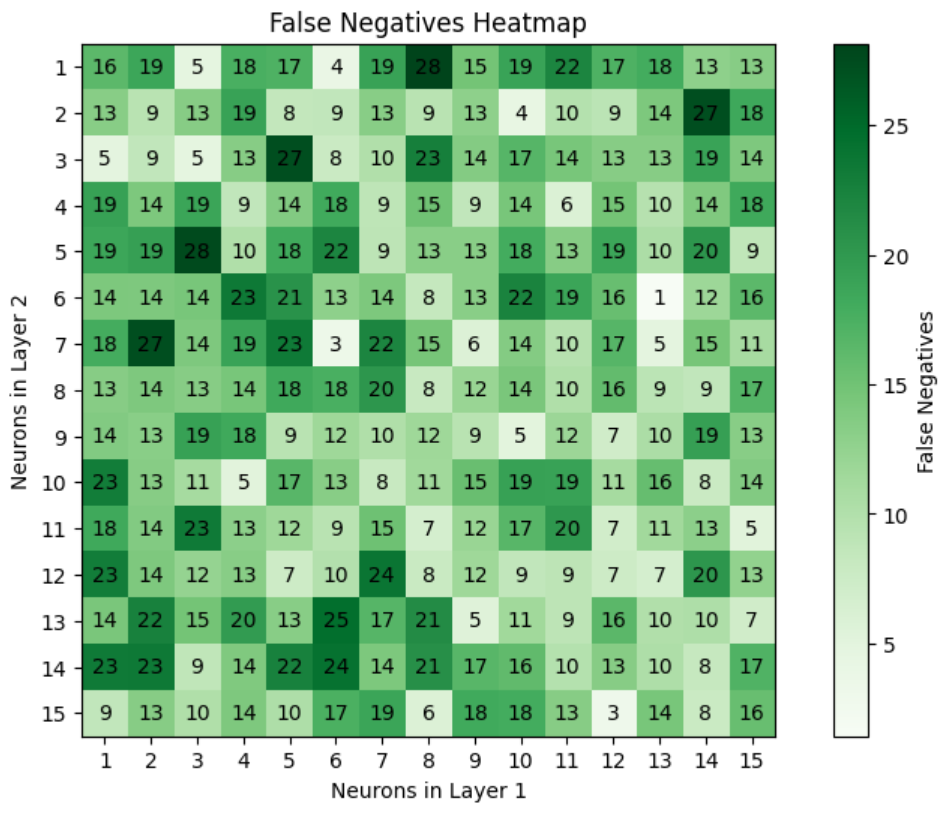 False Negatives Heatmap
1 16 19 5 18 17 4 19 28 15 19 22 17 18 13 13
2 13 9 13 19 8 9 13 9 13 4 10 9 14 27 18
3 5 9 5 13 27 8 10 23 14 17 14 13 13 19 14
4 19 14 19 9 14 18 9 15 9 14 6 15 10 14 18
5 19 19 28 10 18 22 9 13 13 18 13 19 10 20 9
6 14 14 14 23 21 13 14 8 13 22 19 16 1 12 16
7 18 27 14 19 23 3 22 15 6 14 10 17 5 15 11
8 13 14 13 14 18 18 20 8 12 14 10 16 9 9 17
9 14 13 19 18 9 12 10 12 9 5 12 7 10 19 13
10 23 13 11 5 17 13 8 11 15 19 19 11 16 8 14
11 18 14 23 13 12 9 15 7 12 17 20 7 11 13 5
12 23 14 12 13 7 10 24 8 12 9 9 7 7 20 13
13 14 22 15 20 13 25 17 21 5 11 9 16 10 10 7
14 23 23 9 14 22 24 14 21 17 16 10 13 10 8 17
15 9 13 10 14 10 17 19 6 18 18 13 3 14 8 16
1 2 3 4 5 6 7 8 9 10 11 12 13 14 15
Neurons in Layer 1
Neurons in Layer 2
25
20
15
10
5
False Negatives